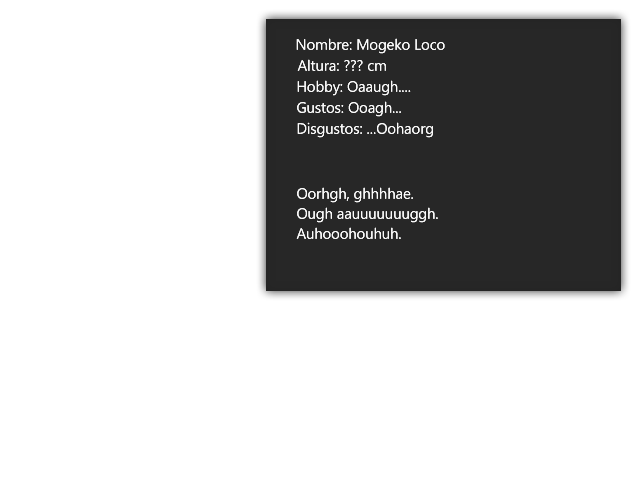 Nombre: Mogeko Loco
Altura: ??? cm
Hobby: Oaaugh....
Gustos: Ooagh...
Disgustos: ...Oohaorg
Oorhgh, ghhhhae.
Ough aauuuuuuuggh.
Auhooohouhuh.